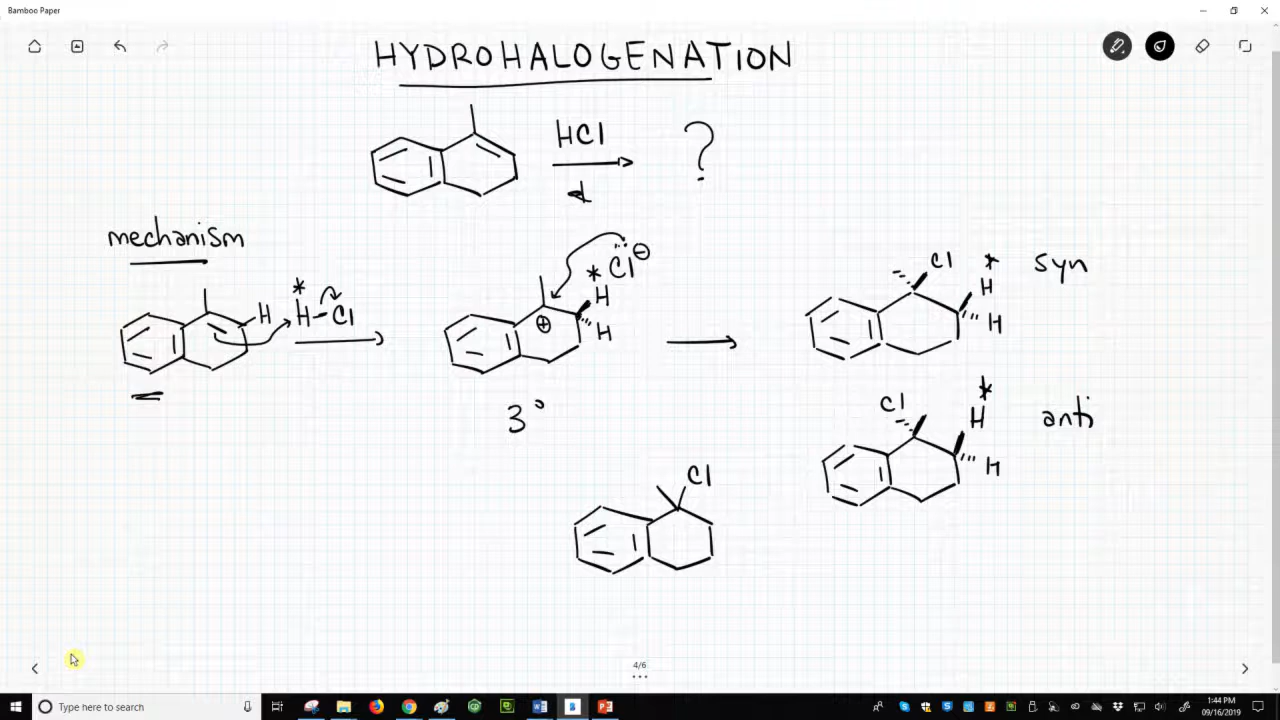 Bamboo Paper
HYDROHALOGENATION
HCl
?
mechanism
H H-Cl
* Cl ⊖
H
H
⊕
3°
Cl * syn
H
H
Cl * anti
H
H
Cl
4/6
Type here to search
1:44 PM
09/16/2019